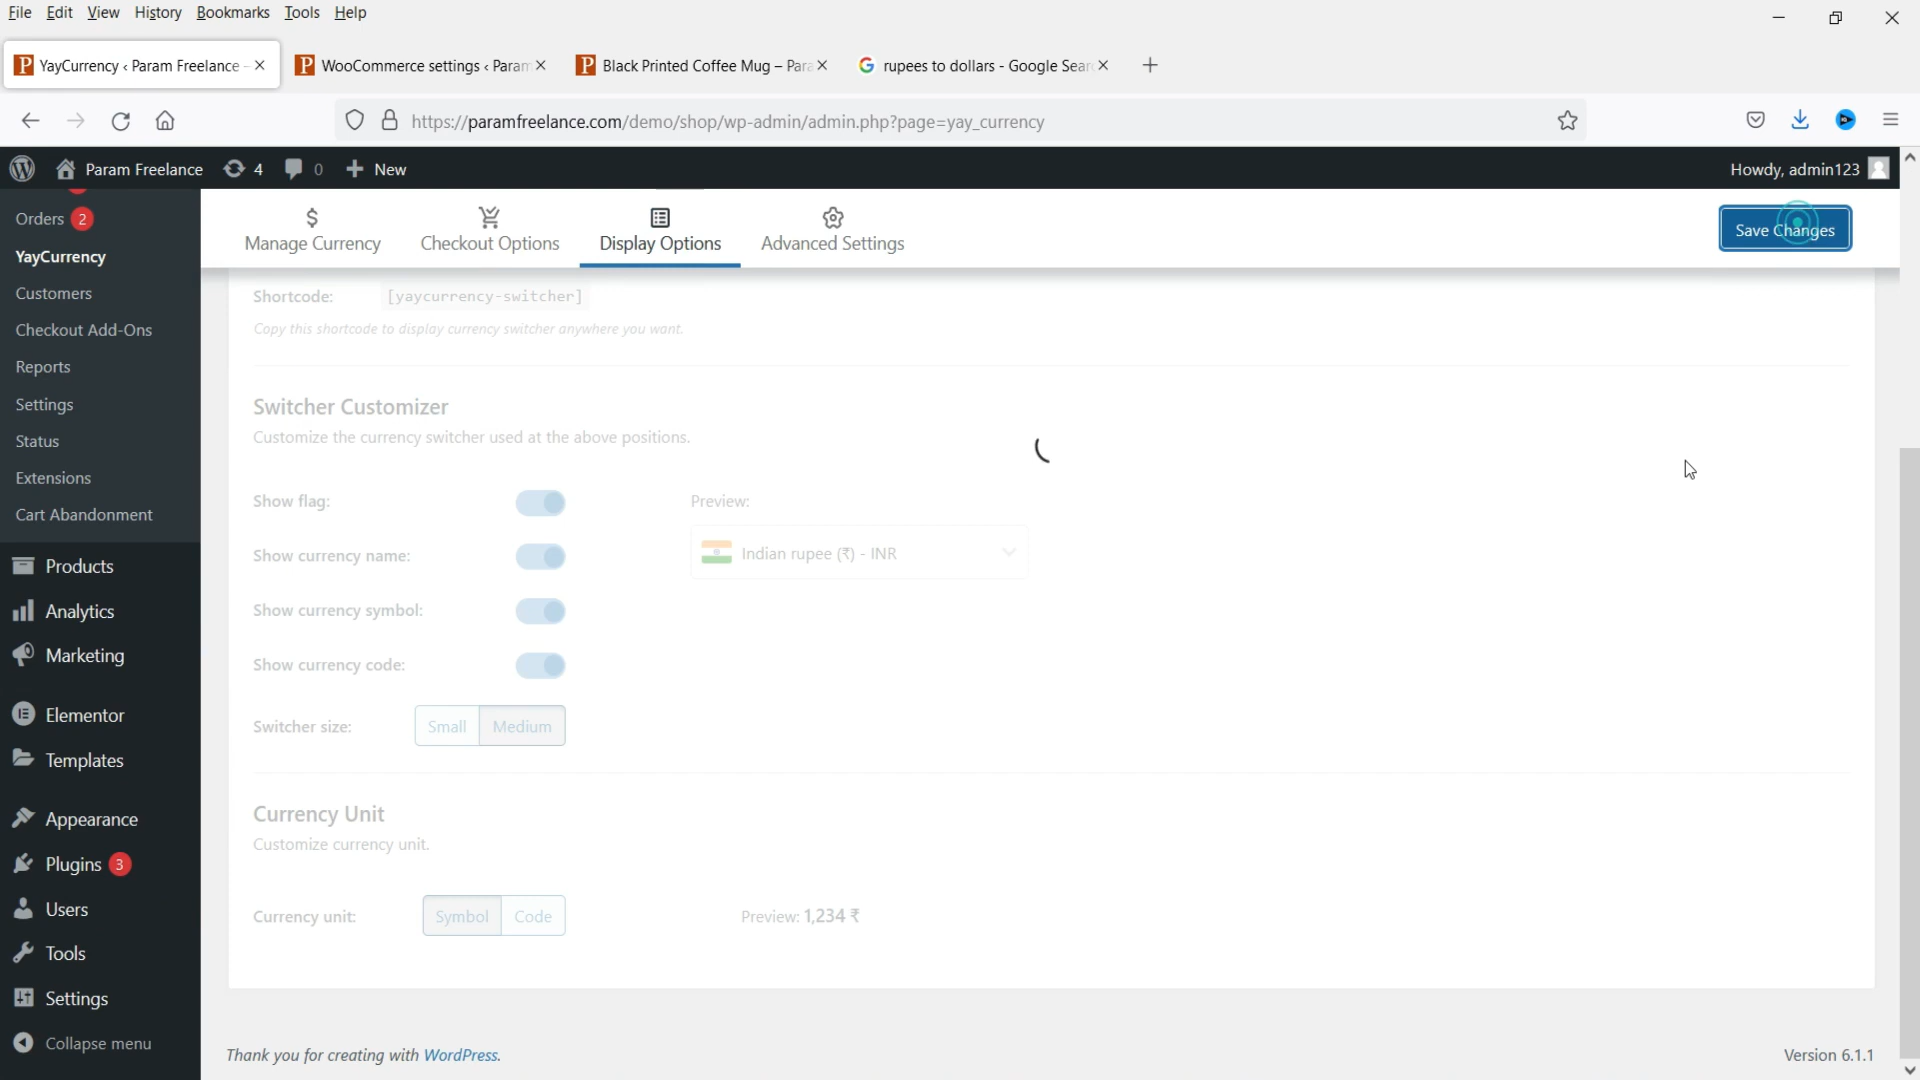 File Edit View History Bookmarks Tools Help
YayCurrency ‹ Param Freelance – WooCommerce settings ‹ Param Black Printed Coffee Mug – Para rupees to dollars - Google Sear
https://paramfreelance.com/demo/shop/wp-admin/admin.php?page=yay_currency
Param Freelance 4 0 New Howdy, admin123
Orders 2
YayCurrency
Customers
Checkout Add-Ons
Reports
Settings
Status
Extensions
Cart Abandonment
Products
Analytics
Marketing
Elementor
Templates
Appearance
Plugins 3
Users
Tools
Settings
Collapse menu
Manage Currency Checkout Options Display Options Advanced Settings Save Changes
Shortcode: [yaycurrency-switcher]
Copy this shortcode to display currency switcher anywhere you want.
Switcher Customizer
Customize the currency switcher used at the above positions.
Show flag: Preview:
Show currency name: Indian rupee (₹) - INR
Show currency symbol:
Show currency code:
Switcher size: Small Medium
Currency Unit
Customize currency unit.
Currency unit: Symbol Code Preview: 1,234 ₹
Thank you for creating with WordPress. Version 6.1.1